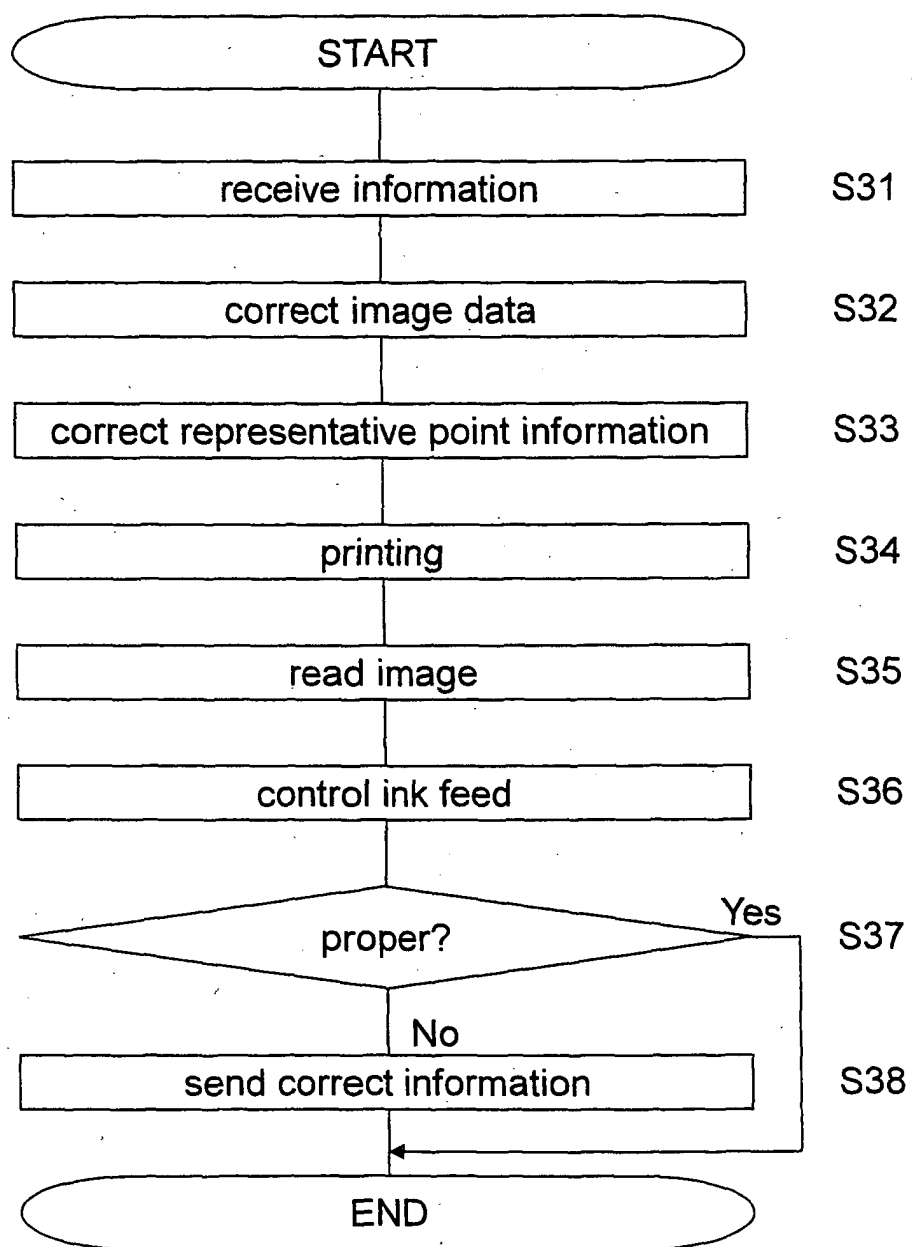 START
receive information S31
correct image data S32
correct representative point information S33
printing S34
read image S35
control ink feed S36
Yes
proper? S37
No
send correct information S38
END